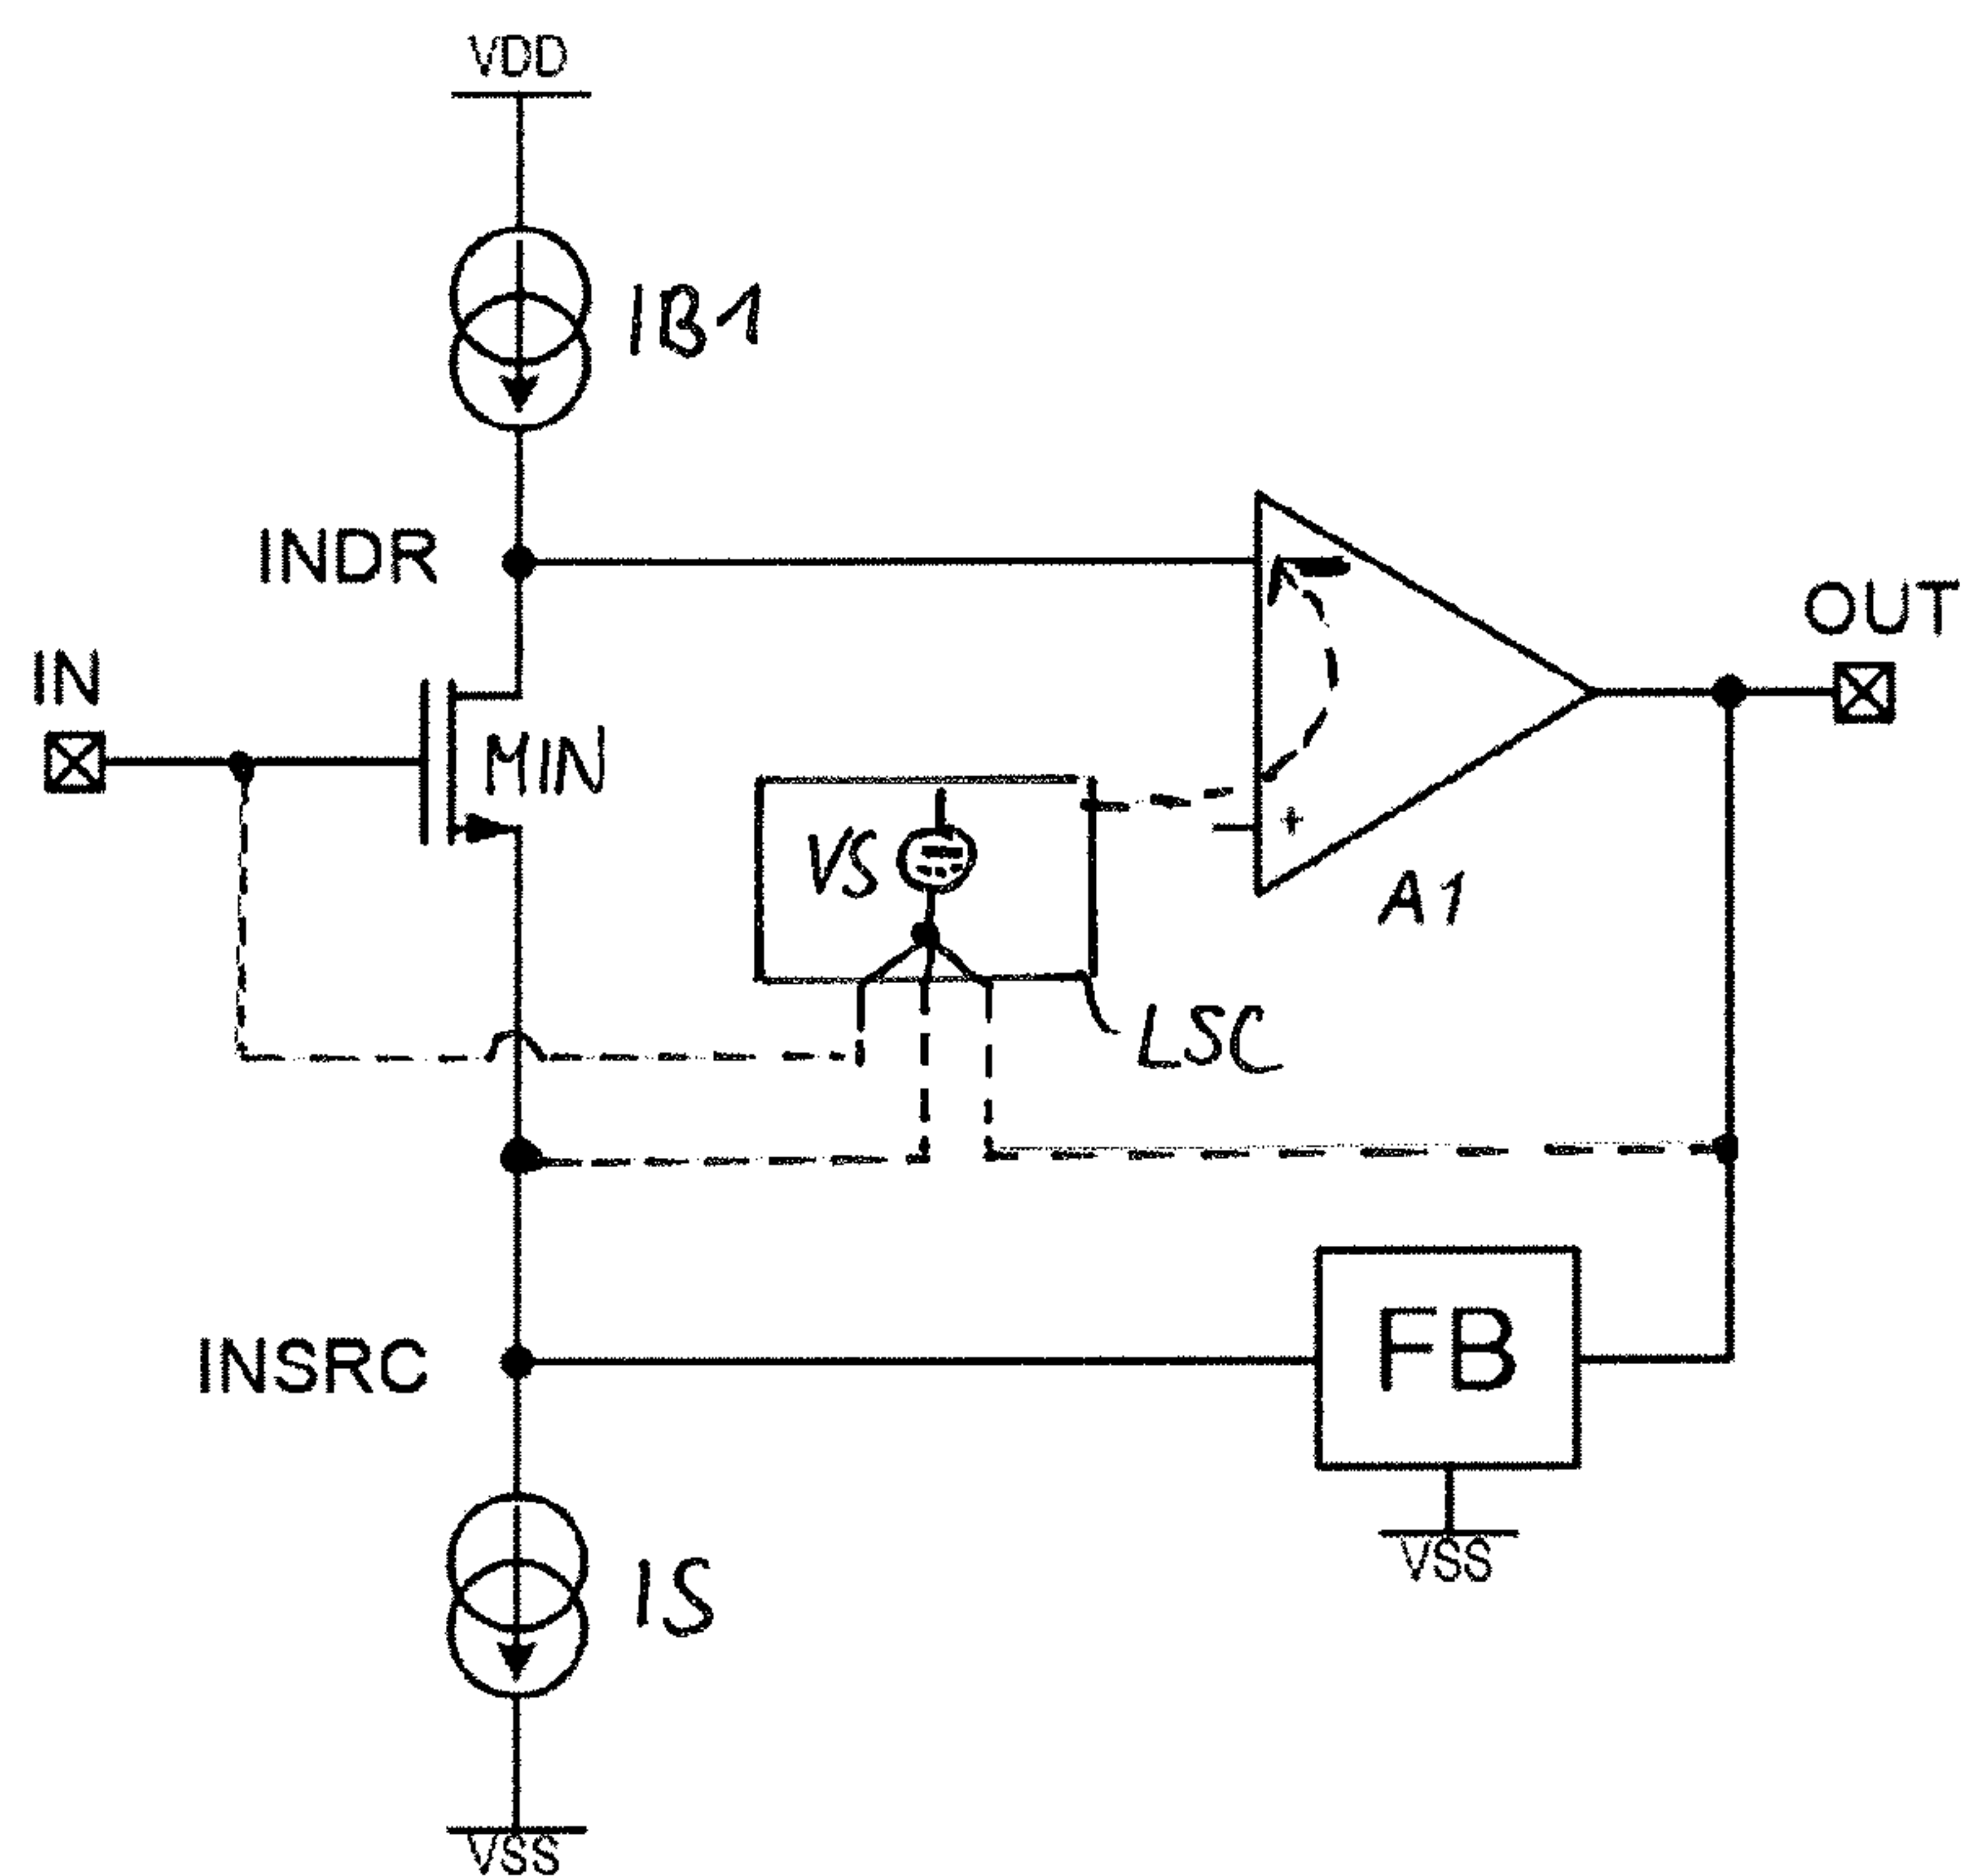 VDD
IB1
INDR
OUT
IN
MIN
VS
+
A1
LSC
FB
INSRC
VSS
IS
VSS